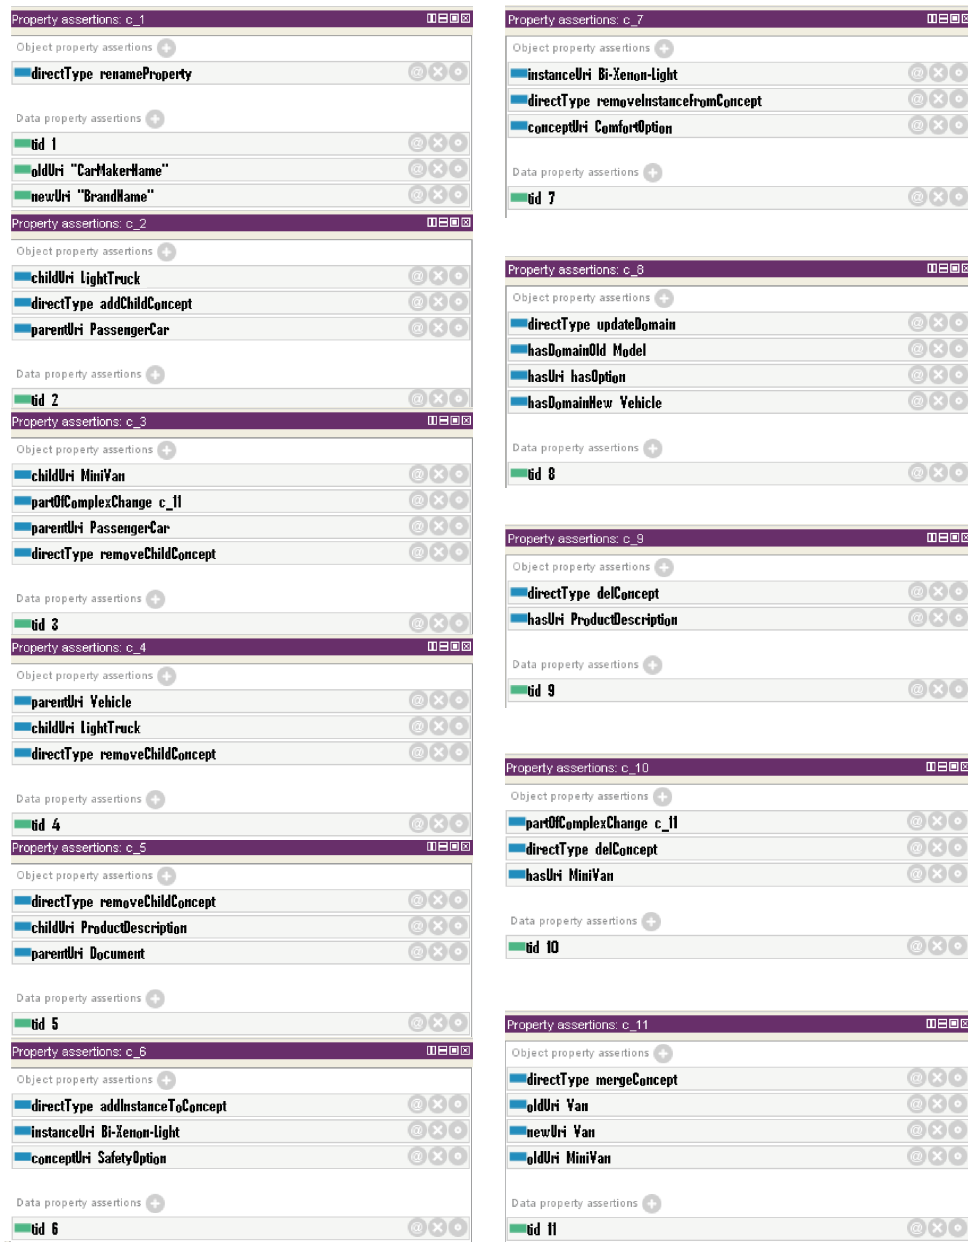 Property assertions: c_1
Object property assertions
directType renameProperty
Data property assertions
tid 1
oldUri "CarMakerName"
newUri "BrandName"
Property assertions: c_2
Object property assertions
childUri LightTruck
directType addChildConcept
parentUri PassengerCar
Data property assertions
tid 2
Property assertions: c_3
Object property assertions
childUri MiniVan
partOfComplexChange c_11
parentUri PassengerCar
directType removeChildConcept
Data property assertions
tid 3
Property assertions: c_4
Object property assertions
parentUri Vehicle
childUri LightTruck
directType removeChildConcept
Data property assertions
tid 4
Property assertions: c_5
Object property assertions
directType removeChildConcept
childUri ProductDescription
parentUri Document
Data property assertions
tid 5
Property assertions: c_6
Object property assertions
directType addInstanceToConcept
instanceUri Bi-Xenon-Light
conceptUri SafetyOption
Data property assertions
tid 6
Property assertions: c_7
Object property assertions
instanceUri Bi-Xenon-Light
directType removeInstanceFromConcept
conceptUri ComfortOption
Data property assertions
tid 7
Property assertions: c_8
Object property assertions
directType updateDomain
hasDomainOld Model
hasUri hasOption
hasDomainNew Vehicle
Data property assertions
tid 8
Property assertions: c_9
Object property assertions
directType delConcept
hasUri ProductDescription
Data property assertions
tid 9
Property assertions: c_10
Object property assertions
partOfComplexChange c_11
directType delConcept
hasUri MiniVan
Data property assertions
tid 10
Property assertions: c_11
Object property assertions
directType mergeConcept
oldUri Van
newUri Van
oldUri MiniVan
Data property assertions
tid 11